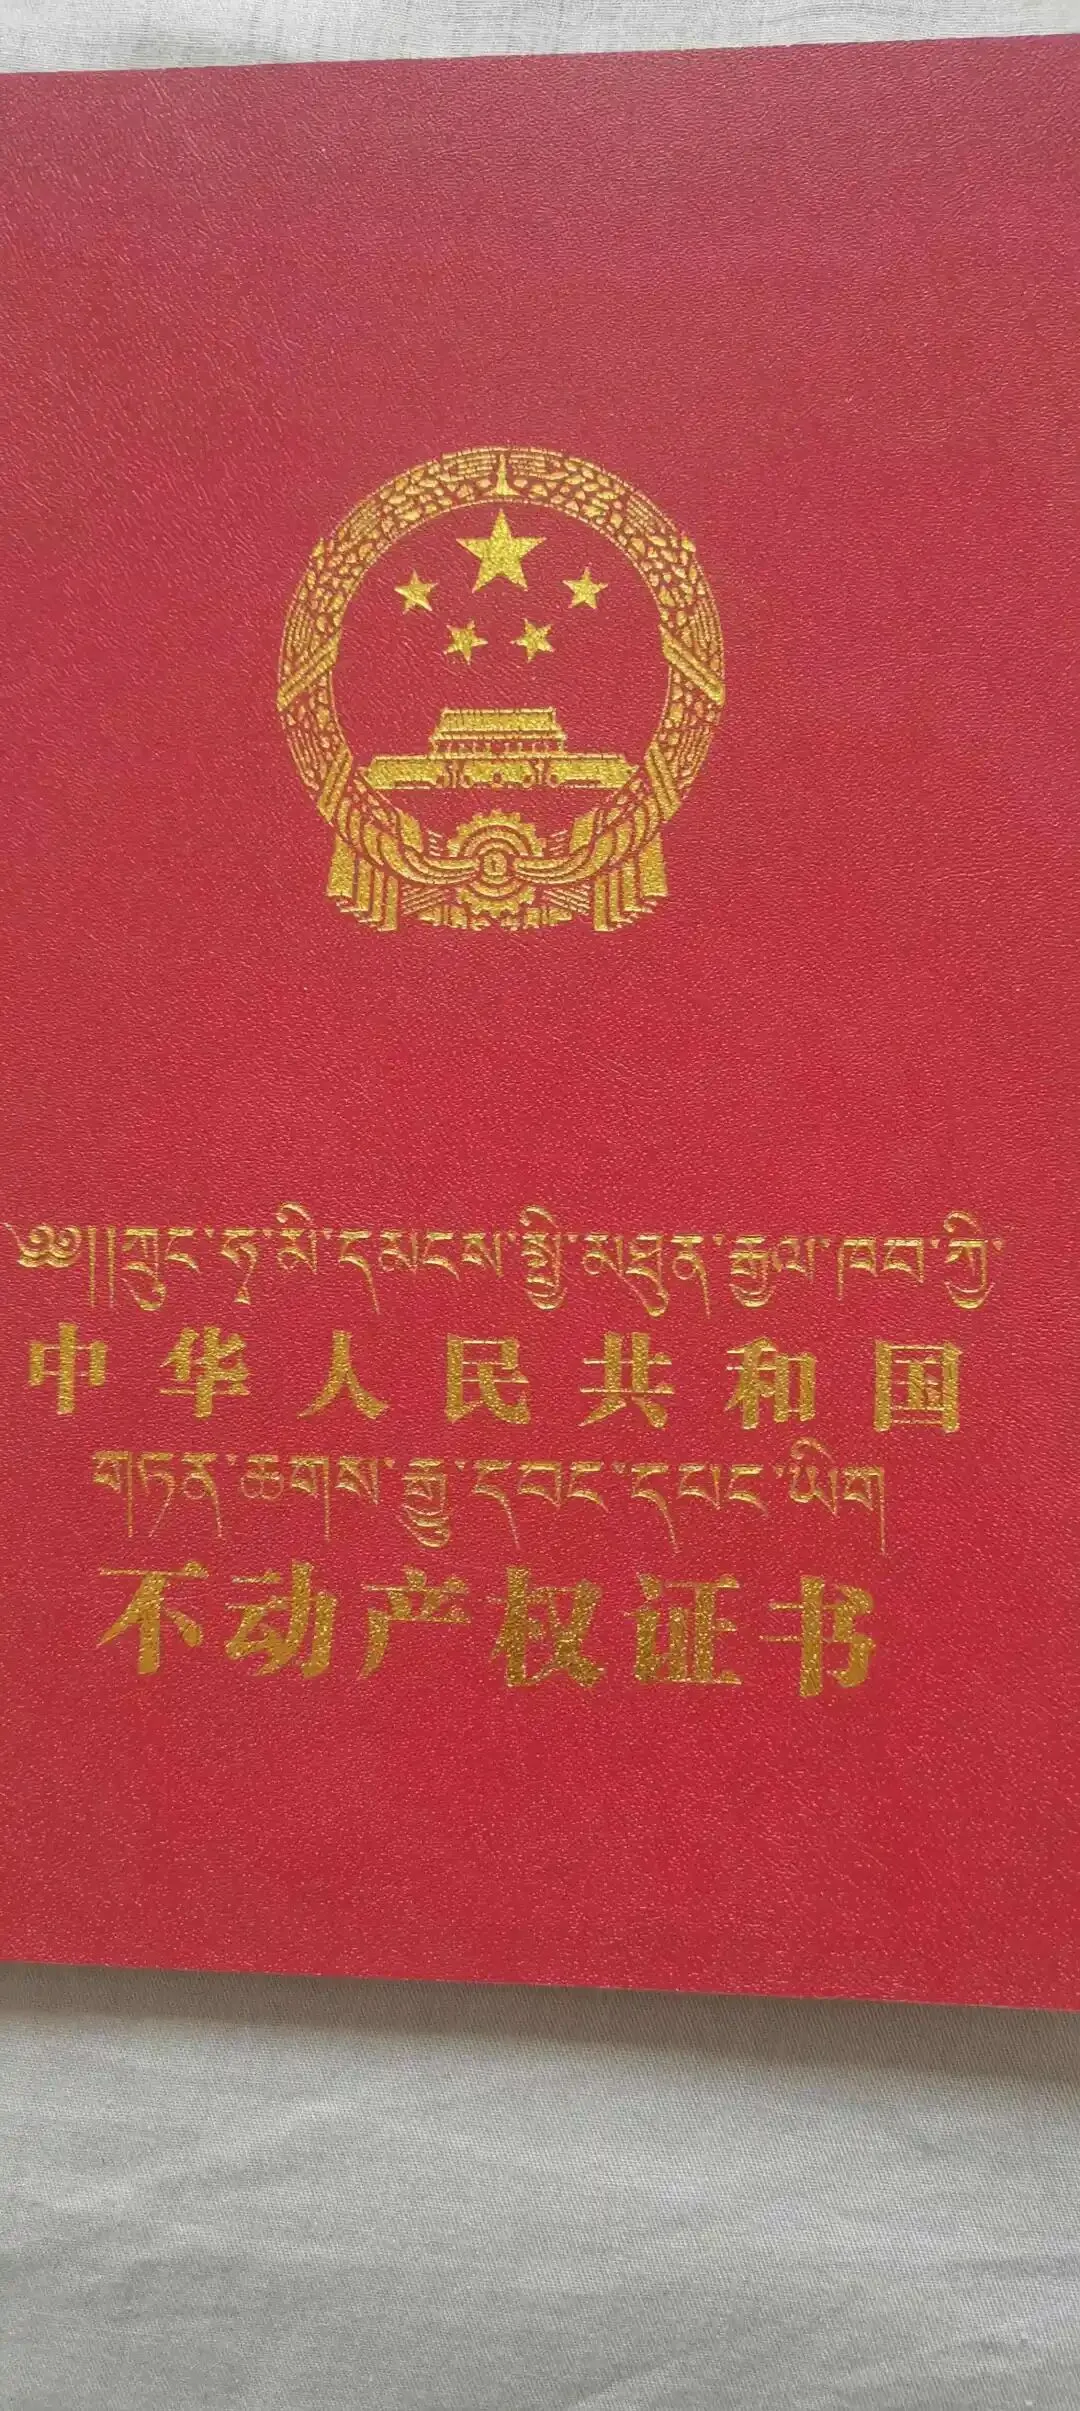 ༄༅།།ཀྲུང་ཧྭ་མི་དམངས་སྤྱི་མཐུན་རྒྱལ་ཁབ་ཀྱི་
中华人民共和国
གཏན་ཆགས་རྒྱུ་དབང་དཔང་ཡིག
不动产权证书